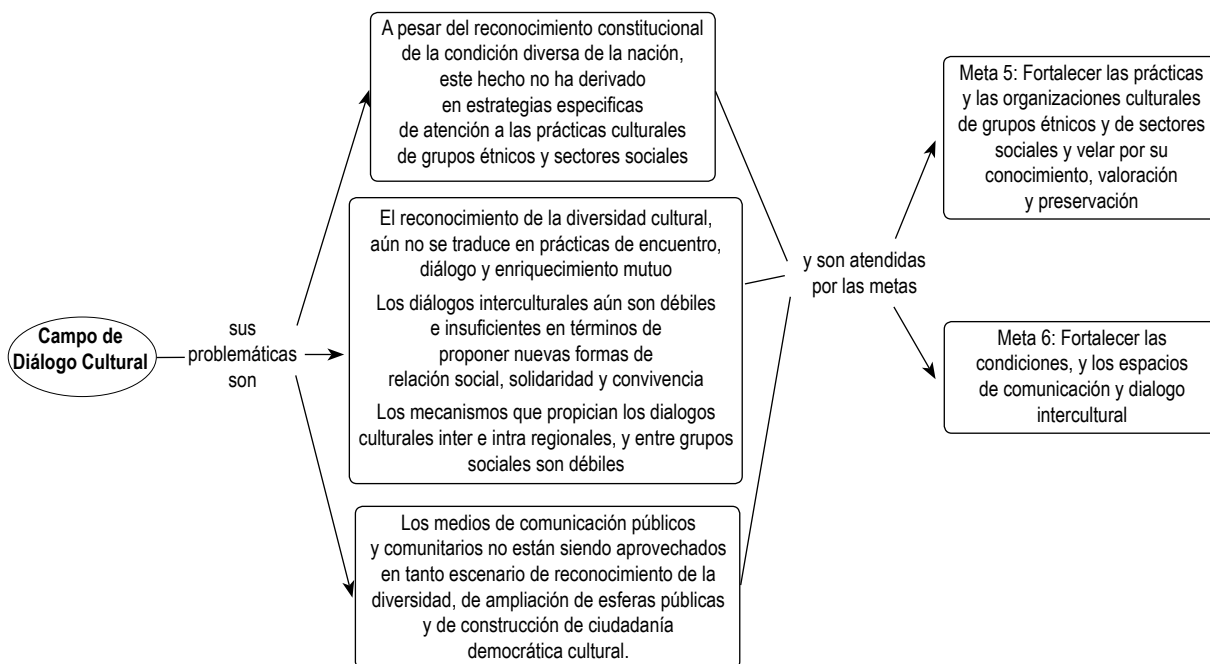 Campo de
Diálogo Cultural
sus
problemáticas
son
A pesar del reconocimiento constitucional
de la condición diversa de la nación,
este hecho no ha derivado
en estrategias especificas
de atención a las prácticas culturales
de grupos étnicos y sectores sociales
El reconocimiento de la diversidad cultural,
aún no se traduce en prácticas de encuentro,
diálogo y enriquecimiento mutuo
Los diálogos interculturales aún son débiles
e insuficientes en términos de
proponer nuevas formas de
relación social, solidaridad y convivencia
Los mecanismos que propician los dialogos
culturales inter e intra regionales, y entre grupos
sociales son débiles
Los medios de comunicación públicos
y comunitarios no están siendo aprovechados
en tanto escenario de reconocimiento de la
diversidad, de ampliación de esferas públicas
y de construcción de ciudadanía
democrática cultural.
y son atendidas
por las metas
Meta 5: Fortalecer las prácticas
y las organizaciones culturales
de grupos étnicos y de sectores
sociales y velar por su
conocimiento, valoración
y preservación
Meta 6: Fortalecer las
condiciones, y los espacios
de comunicación y dialogo
intercultural